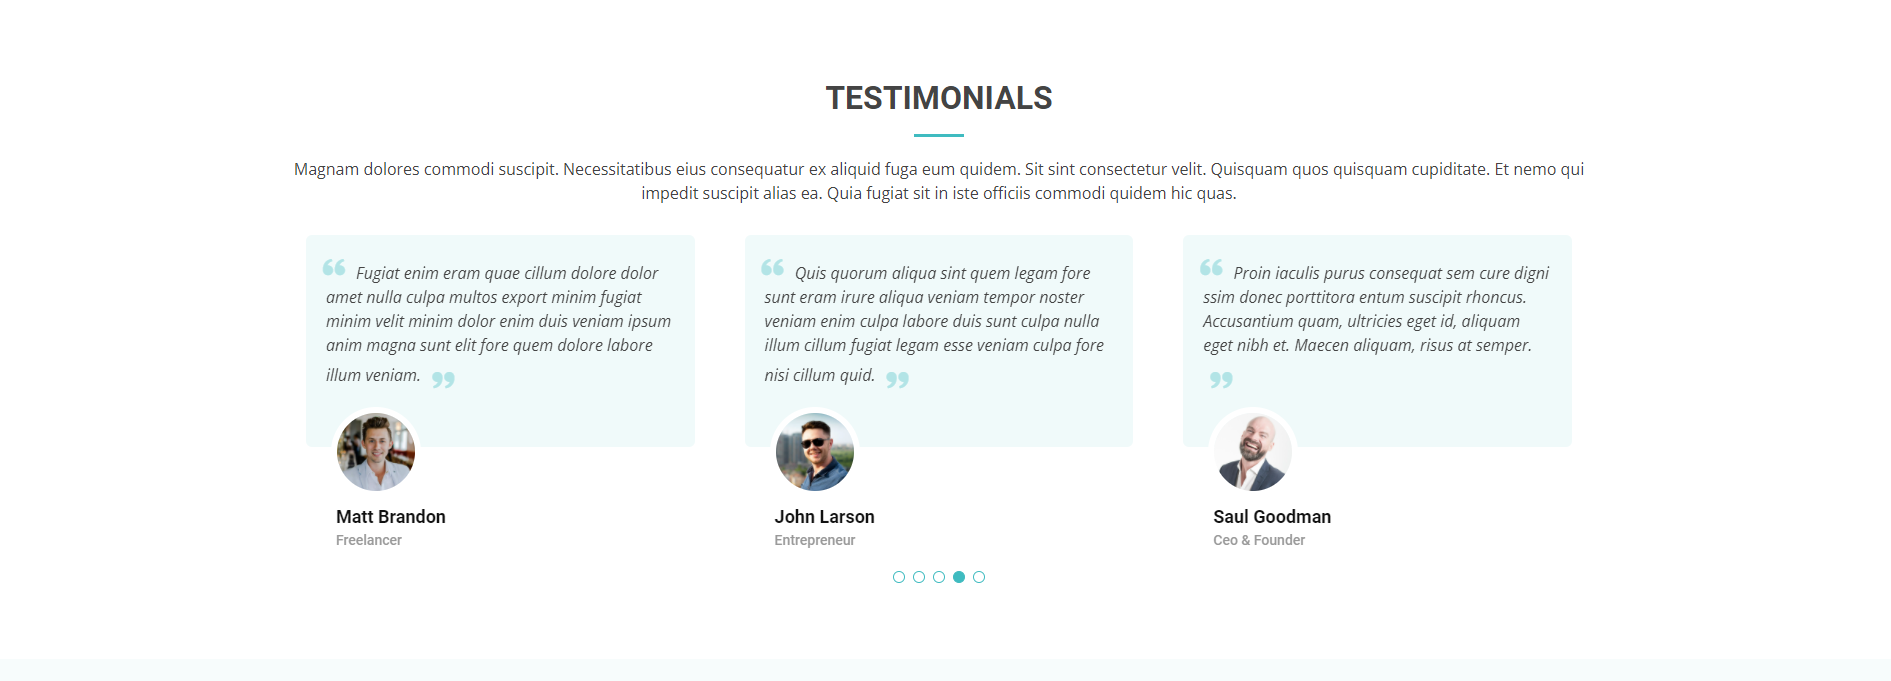 TESTIMONIALS
Magnam dolores commodi suscipit. Necessitatibus eius consequatur ex aliquid fuga eum quidem. Sit sint consectetur velit. Quisquam quos quisquam cupiditate. Et nemo qui
impedit suscipit alias ea. Quia fugiat sit in iste officiis commodi quidem hic quas.
“ Fugiat enim eram quae cillum dolore dolor
amet nulla culpa multos export minim fugiat
minim velit minim dolor enim duis veniam ipsum
anim magna sunt elit fore quem dolore labore
illum veniam. ”
Matt Brandon
Freelancer
“ Quis quorum aliqua sint quem legam fore
sunt eram irure aliqua veniam tempor noster
veniam enim culpa labore duis sunt culpa nulla
illum cillum fugiat legam esse veniam culpa fore
nisi cillum quid. ”
John Larson
Entrepreneur
“ Proin iaculis purus consequat sem cure digni
ssim donec porttitora entum suscipit rhoncus.
Accusantium quam, ultricies eget id, aliquam
eget nibh et. Maecen aliquam, risus at semper.
”
Saul Goodman
Ceo & Founder